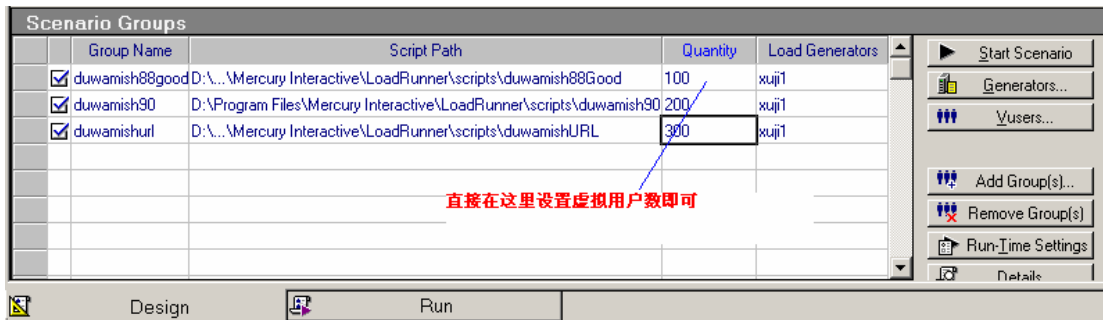 Scenario Groups
Group Name Script Path Quantity Load Generators
duwamish88good D:\...\Mercury Interactive\LoadRunner\scripts\duwamish88Good 100 xuji1
duwamish90 D:\Program Files\Mercury Interactive\LoadRunner\scripts\duwamish90 200 xuji1
duwamishurl D:\...\Mercury Interactive\LoadRunner\scripts\duwamishURL 300 xuji1
直接在这里设置虚拟用户数即可
Start Scenario
Generators...
Vusers...
Add Group(s)...
Remove Group(s)
Run-Time Settings
Details
Design Run